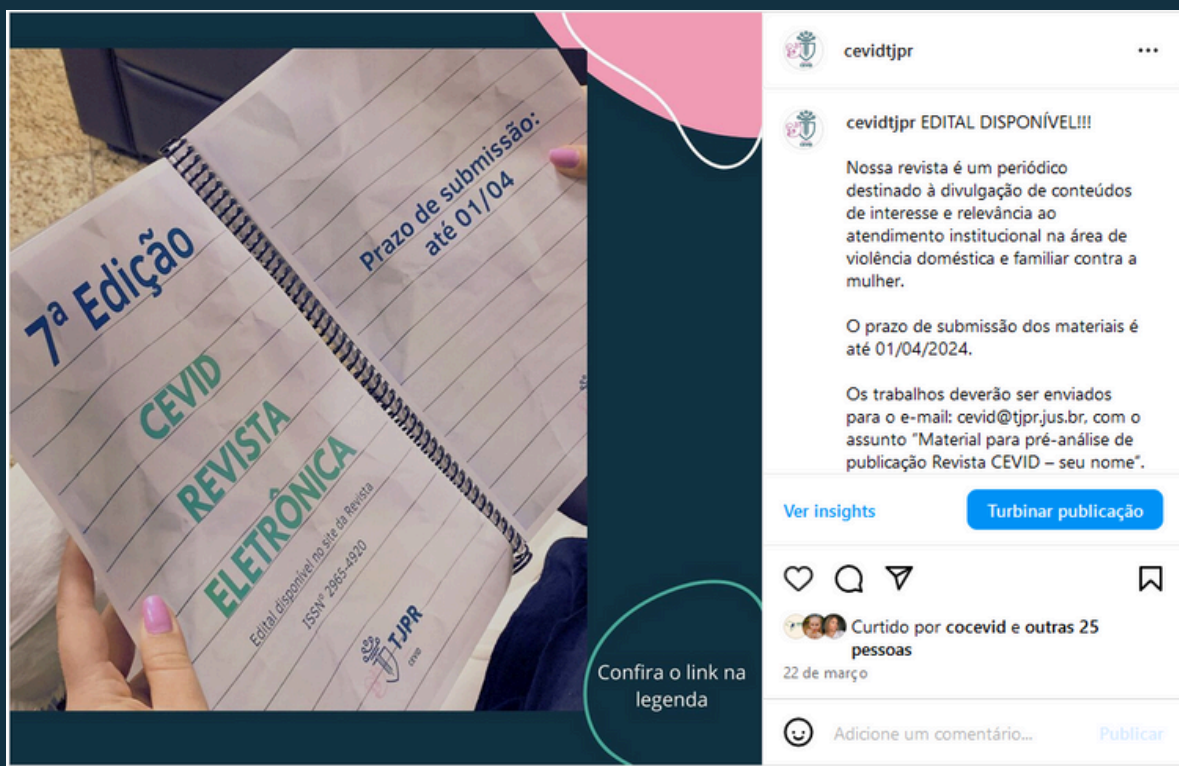 7ª Edição
CEVID
REVISTA
ELETRÔNICA
Edital disponível no site da Revista
ISSNº 2965-4920
TJPR
CEVID
Prazo de submissão:
até 01/04
Confira o link na
legenda
cevidtjpr
cevidtjpr EDITAL DISPONÍVEL!!!
Nossa revista é um periódico
destinado à divulgação de conteúdos
de interesse e relevância ao
atendimento institucional na área de
violência doméstica e familiar contra a
mulher.
O prazo de submissão dos materiais é
até 01/04/2024.
Os trabalhos deverão ser enviados
para o e-mail: cevid@tjpr.jus.br, com o
assunto “Material para pré-análise de
publicação Revista CEVID – seu nome”.
Ver insights
Turbinar publicação
Curtido por cocevid e outras 25
pessoas
22 de março
Adicione um comentário...
Publicar